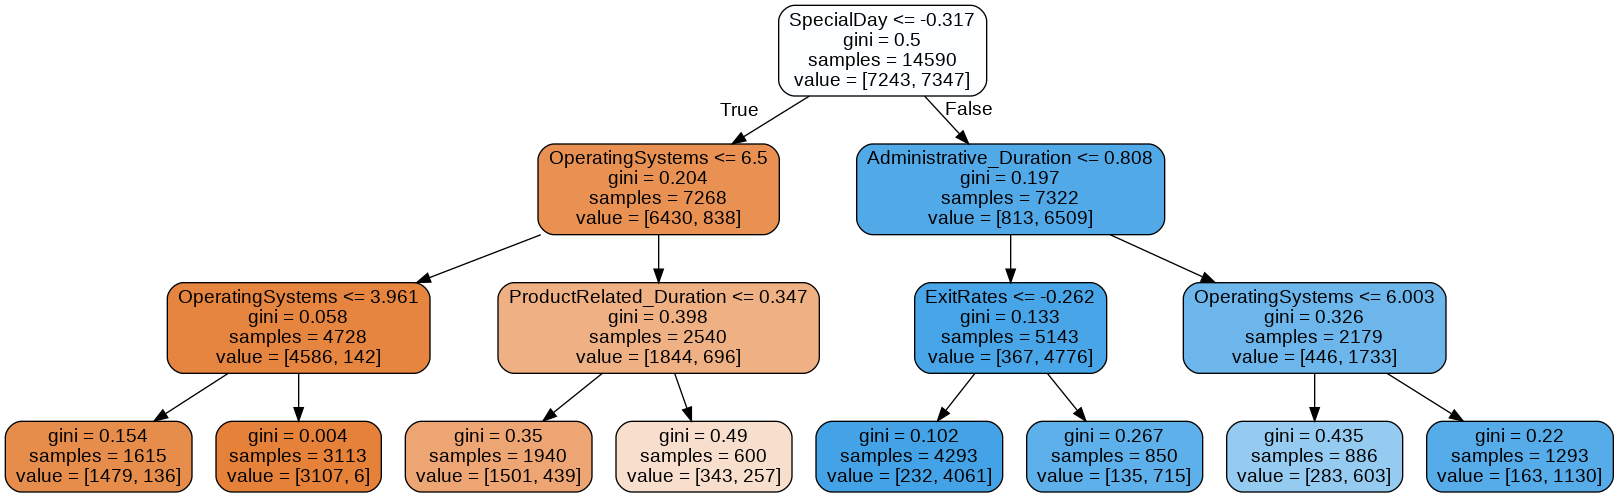 SpecialDay <= -0.317
gini = 0.5
samples = 14590
value = [7243, 7347]
True
False
OperatingSystems <= 6.5
gini = 0.204
samples = 7268
value = [6430, 838]
Administrative_Duration <= 0.808
gini = 0.197
samples = 7322
value = [813, 6509]
OperatingSystems <= 3.961
gini = 0.058
samples = 4728
value = [4586, 142]
ProductRelated_Duration <= 0.347
gini = 0.398
samples = 2540
value = [1844, 696]
ExitRates <= -0.262
gini = 0.133
samples = 5143
value = [367, 4776]
OperatingSystems <= 6.003
gini = 0.326
samples = 2179
value = [446, 1733]
gini = 0.154
samples = 1615
value = [1479, 136]
gini = 0.004
samples = 3113
value = [3107, 6]
gini = 0.35
samples = 1940
value = [1501, 439]
gini = 0.49
samples = 600
value = [343, 257]
gini = 0.102
samples = 4293
value = [232, 4061]
gini = 0.267
samples = 850
value = [135, 715]
gini = 0.435
samples = 886
value = [283, 603]
gini = 0.22
samples = 1293
value = [163, 1130]